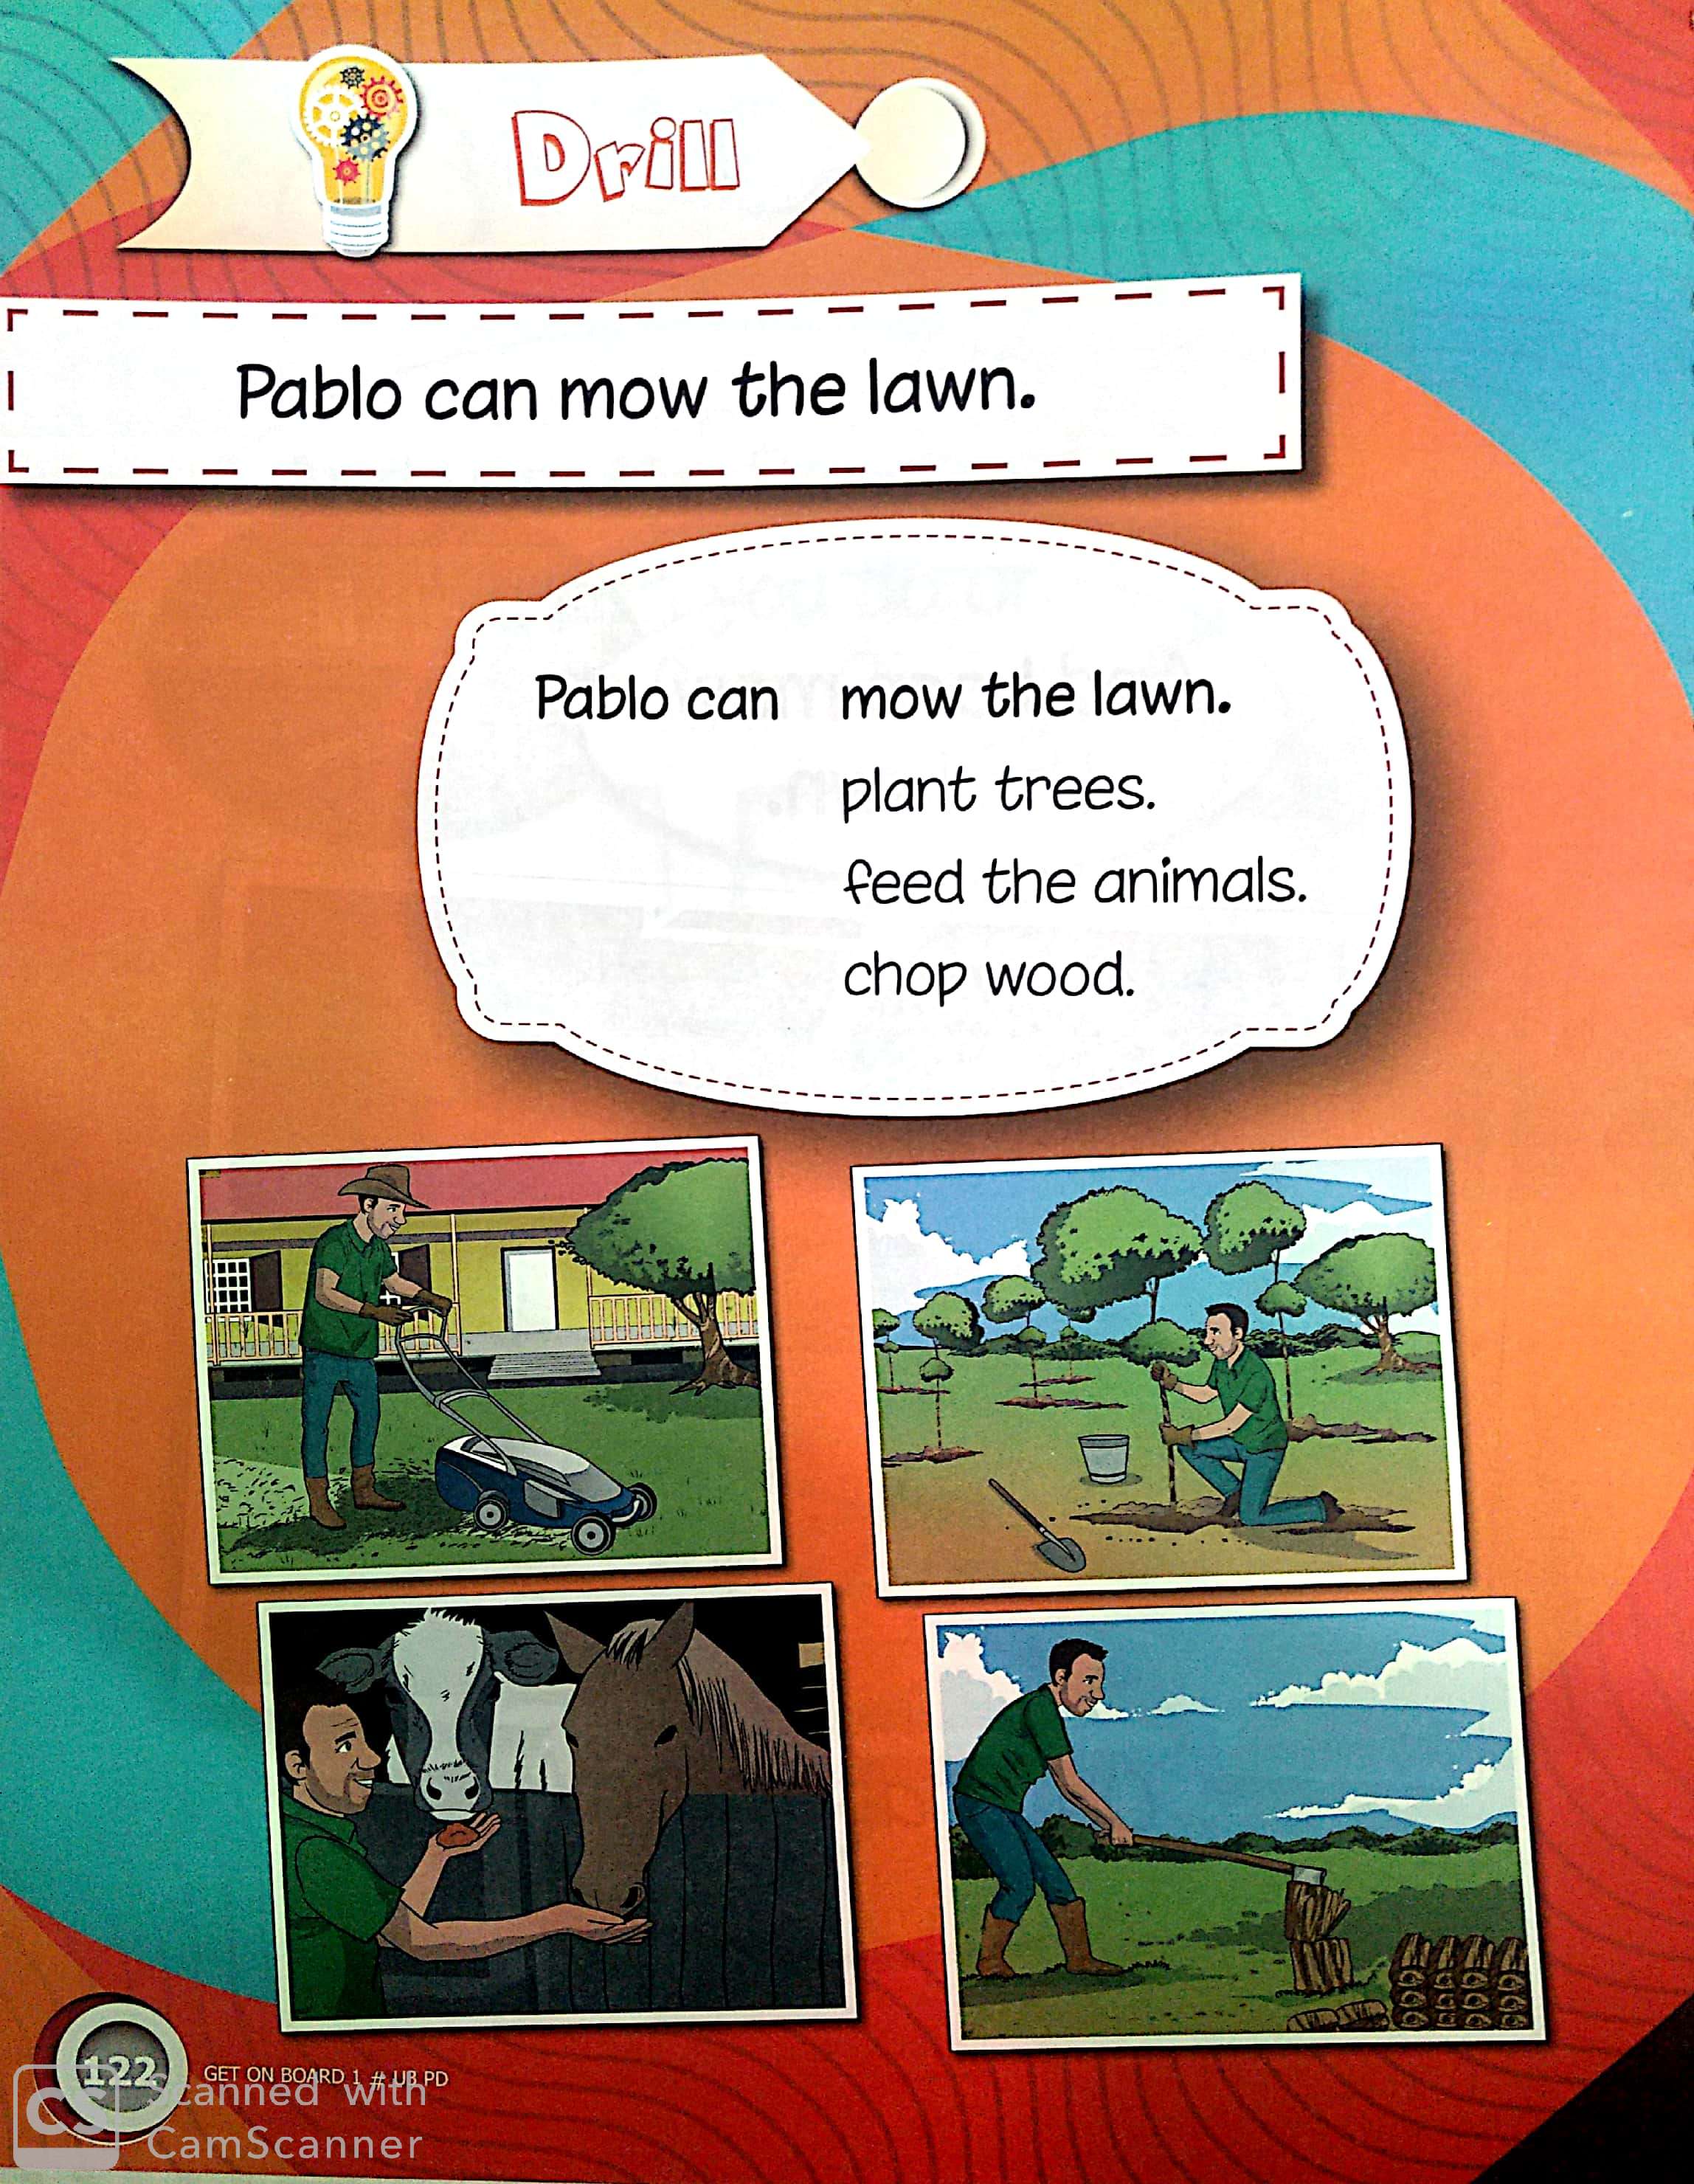 Drill
Pablo can mow the lawn.
Pablo can mow the lawn.
plant trees.
feed the animals.
chop wood.
122
GET ON BOARD 1 # UB PD
CS Scanned with
CamScanner